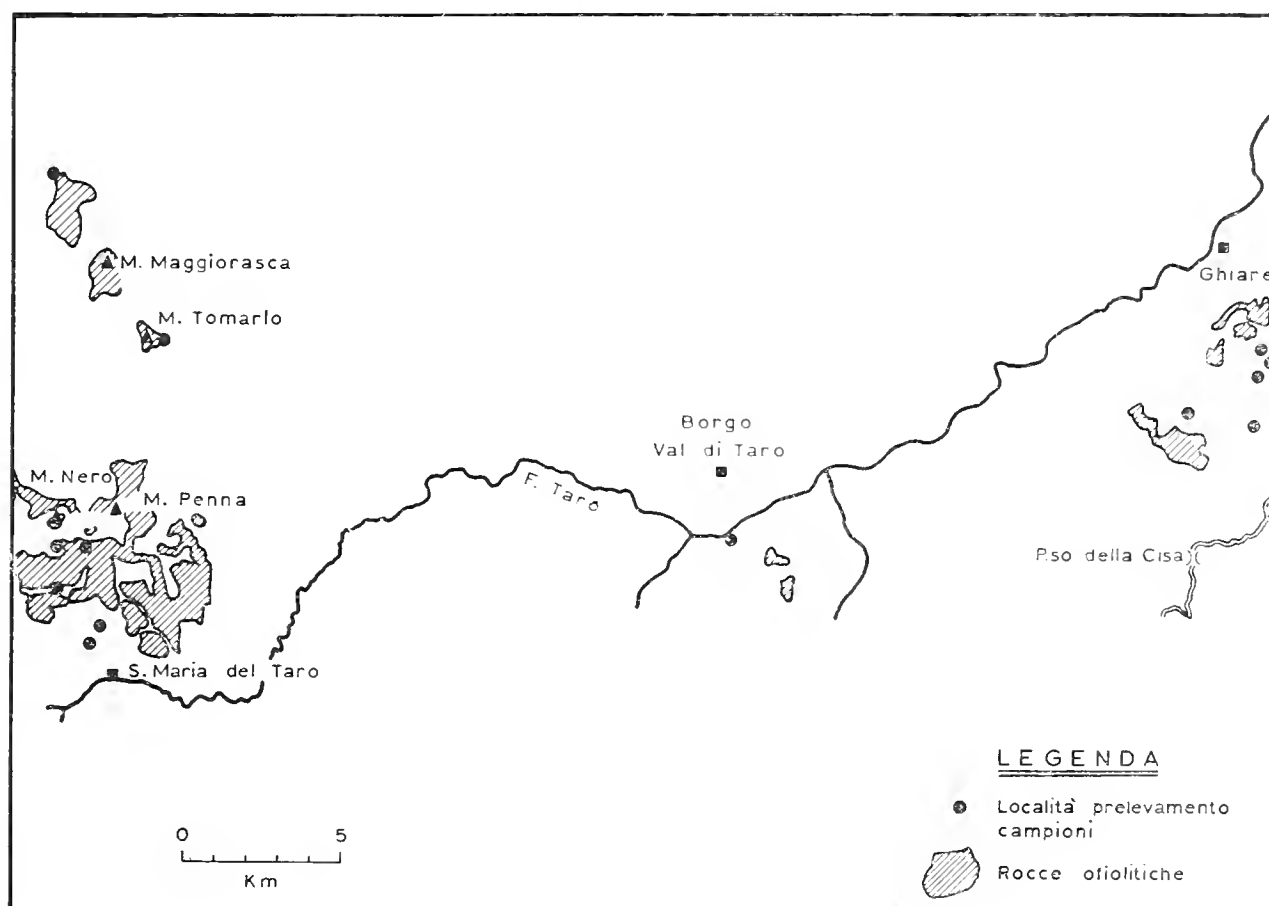 M. Maggiorasca
M. Tomarlo
Ghiare
Borgo
Val di Taro
F. Taro
M. Nero
M. Penna
P.so della Cisa
S. Maria del Taro
LEGENDA
Località prelevamento
campioni
Rocce ofiolitiche
0 5
Km